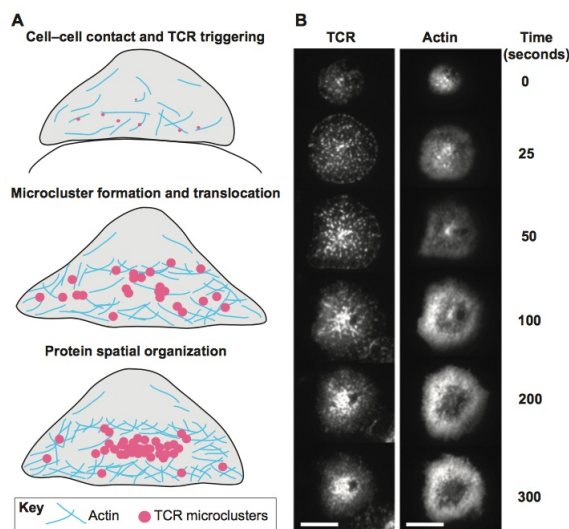 A
Cell–cell contact and TCR triggering
Microcluster formation and translocation
Protein spatial organization
Key
Actin
TCR microclusters
B
TCR
Actin
Time
(seconds)
0
25
50
100
200
300